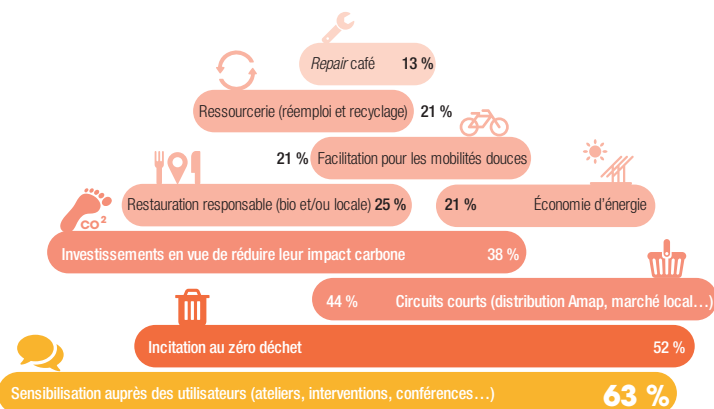 Repair café 13 %
Ressourcerie (réemploi et recyclage) 21 %
21 % Facilitation pour les mobilités douces
Restauration responsable (bio et/ou locale) 25 %
21 % Économie d’énergie
CO2
Investissements en vue de réduire leur impact carbone 38 %
44 % Circuits courts (distribution Amap, marché local…)
Incitation au zéro déchet 52 %
Sensibilisation auprès des utilisateurs (ateliers, interventions, conférences…) 63 %